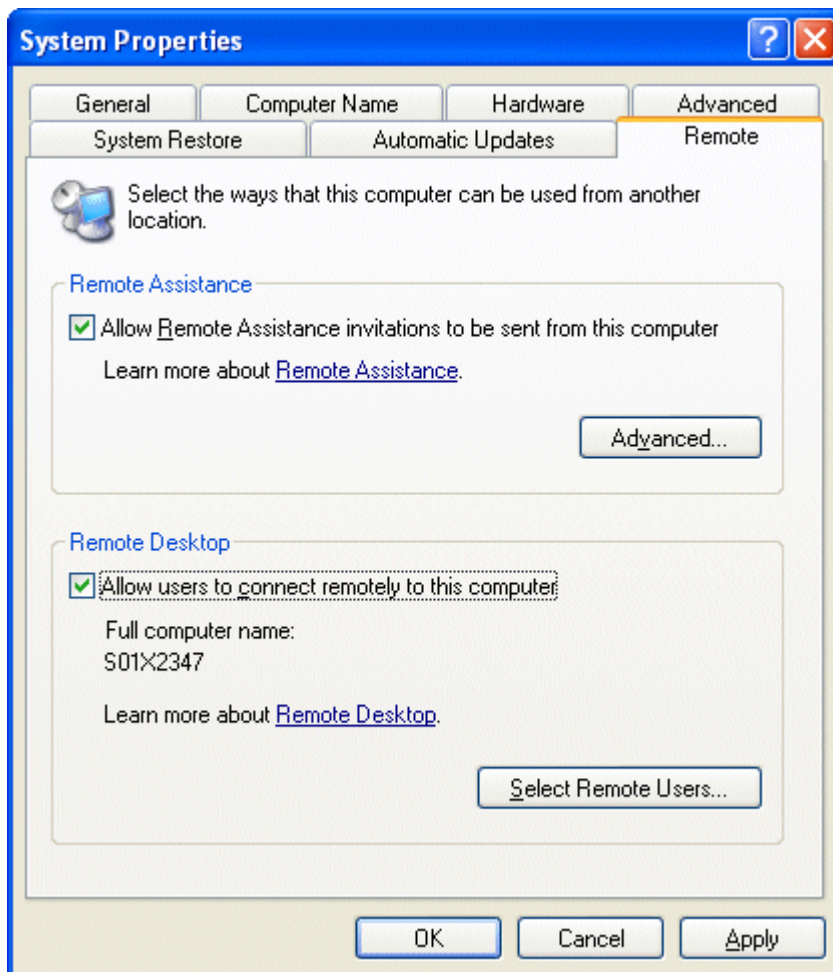 System Properties
?
General Computer Name Hardware Advanced
System Restore Automatic Updates Remote
Select the ways that this computer can be used from another
location.
Remote Assistance
Allow Remote Assistance invitations to be sent from this computer
Learn more about Remote Assistance.
Advanced...
Remote Desktop
Allow users to connect remotely to this computer
Full computer name:
S01X2347
Learn more about Remote Desktop.
Select Remote Users...
OK Cancel Apply